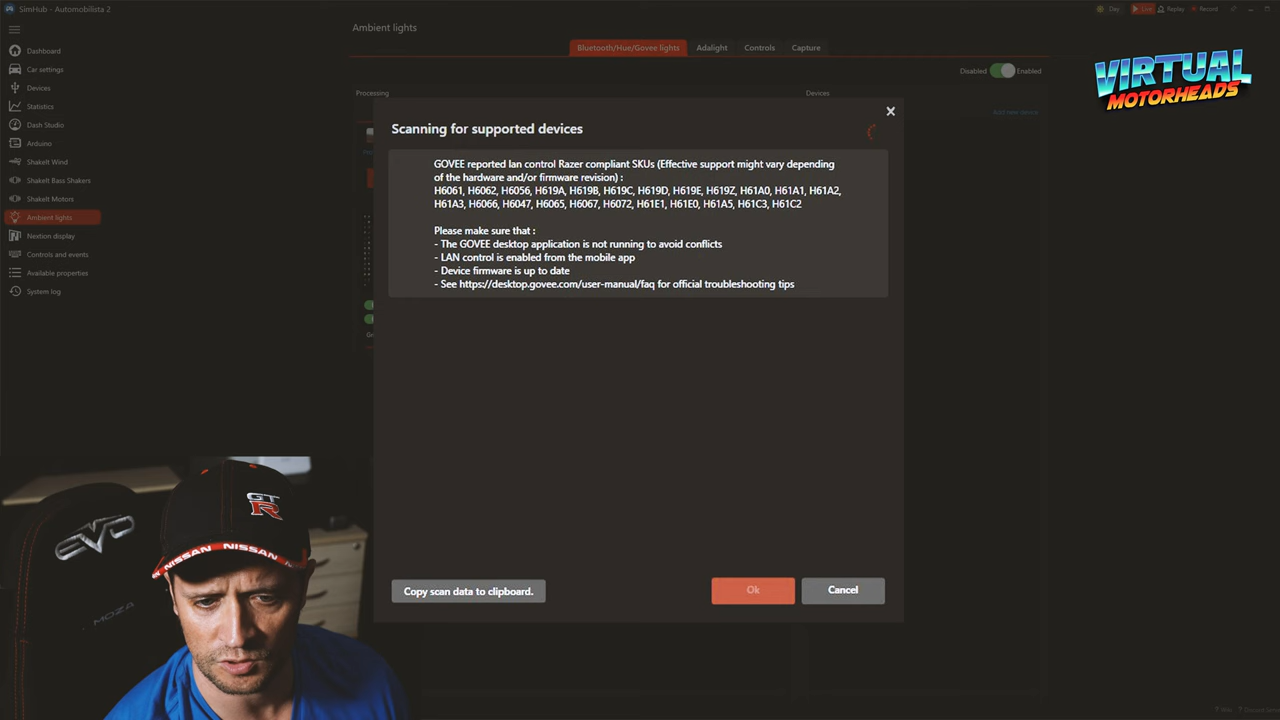 SimHub - Automobilista 2
Day
Live
Replay
Record
Dashboard
Car settings
Devices
Statistics
Dash Studio
Arduino
ShakeIt Wind
ShakeIt Bass Shakers
ShakeIt Motors
Ambient lights
Nextion display
Controls and events
Available properties
System log
Ambient lights
Bluetooth/Hue/Govee lights
Adalight
Controls
Capture
Disabled
Enabled
Processing
Devices
Add new device
VIRTUAL
MOTORHEADS
Scanning for supported devices
GOVEE reported lan control Razer compliant SKUs (Effective support might vary depending
of the hardware and/or firmware revision) :
H6061, H6062, H6056, H619A, H619B, H619C, H619D, H619E, H619Z, H61A0, H61A1, H61A2,
H61A3, H6066, H6047, H6065, H6067, H6072, H61E1, H61E0, H61A5, H61C3, H61C2
Please make sure that :
- The GOVEE desktop application is not running to avoid conflicts
- LAN control is enabled from the mobile app
- Device firmware is up to date
- See https://desktop.govee.com/user-manual/faq for official troubleshooting tips
Copy scan data to clipboard.
Ok
Cancel
GT
R
NISSAN NISSAN
EVO
MOZA